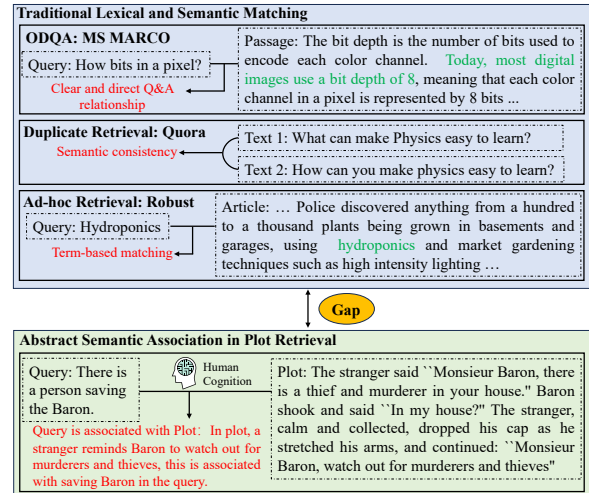 Traditional Lexical and Semantic Matching
ODQA: MS MARCO
Query: How bits in a pixel?
Clear and direct Q&A
relationship
Passage: The bit depth is the number of bits used to
encode each color channel. Today, most digital
images use a bit depth of 8, meaning that each color
channel in a pixel is represented by 8 bits ...
Duplicate Retrieval: Quora
Semantic consistency
Text 1: What can make Physics easy to learn?
Text 2: How can you make physics easy to learn?
Ad-hoc Retrieval: Robust
Query: Hydroponics
Term-based matching
Article: … Police discovered anything from a hundred
to a thousand plants being grown in basements and
garages, using hydroponics and market gardening
techniques such as high intensity lighting …
Gap
Abstract Semantic Association in Plot Retrieval
Query: There is
a person saving
the Baron.
Human
Cognition
Query is associated with Plot: In plot, a
stranger reminds Baron to watch out for
murderers and thieves, this is associated
with saving Baron in the query.
Plot: The stranger said ``Monsieur Baron, there
is a thief and murderer in your house." Baron
shook and said ``In my house?" The stranger,
calm and collected, dropped his cap as he
stretched his arms, and continued: ``Monsieur
Baron, watch out for murderers and thieves"